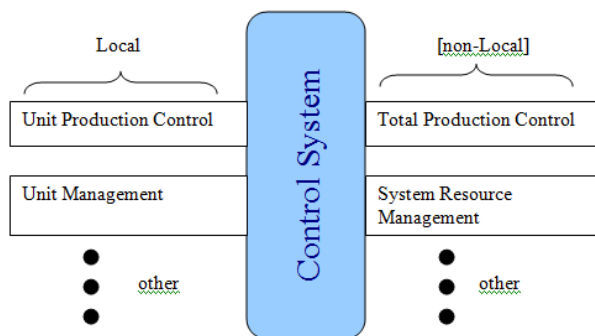 Local
[non-Local]
Unit Production Control
Control System
Total Production Control
Unit Management
System Resource
Management
other
other